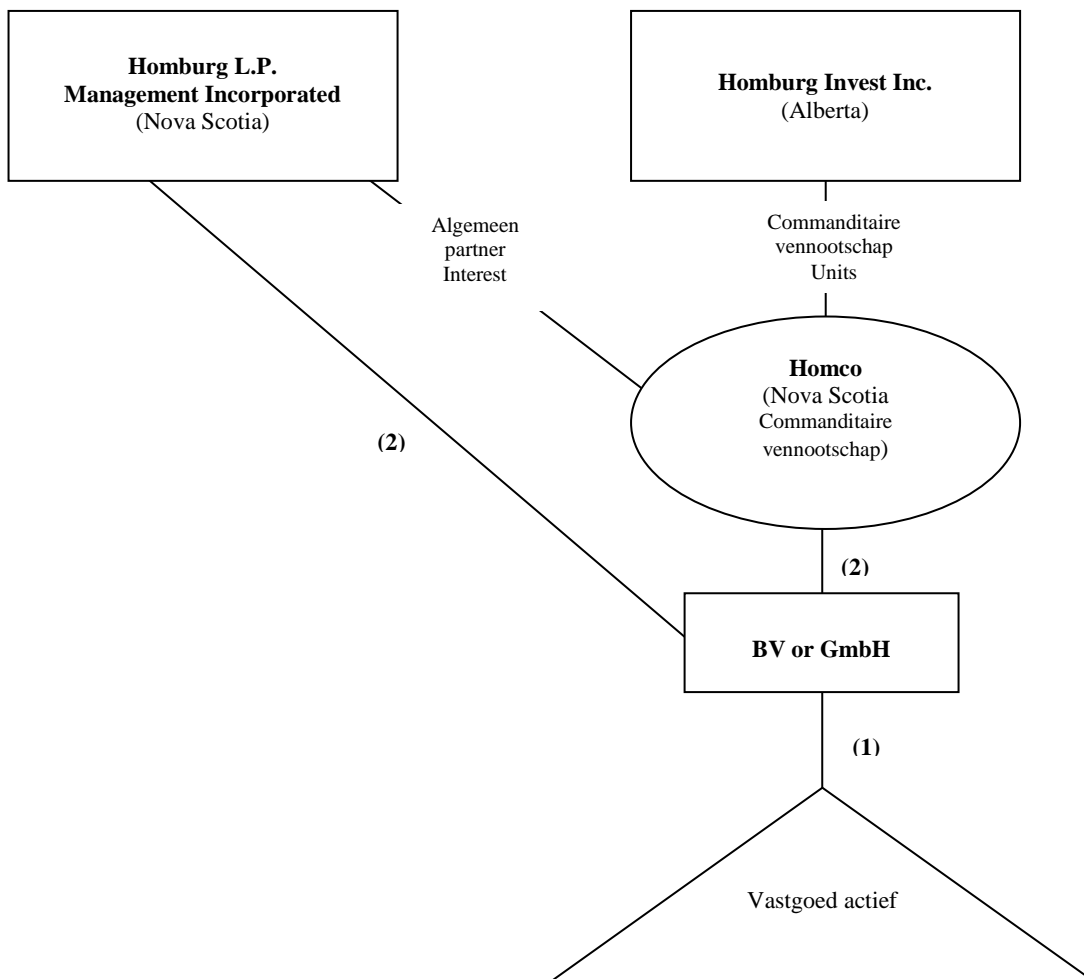 Homburg L.P.
Management Incorporated
(Nova Scotia)
Homburg Invest Inc.
(Alberta)
Algemeen
partner
Interest
Commanditaire
vennootschap
Units
Homco
(Nova Scotia
Commanditaire
vennootschap)
(2)
(2)
BV or GmbH
(1)
Vastgoed actief